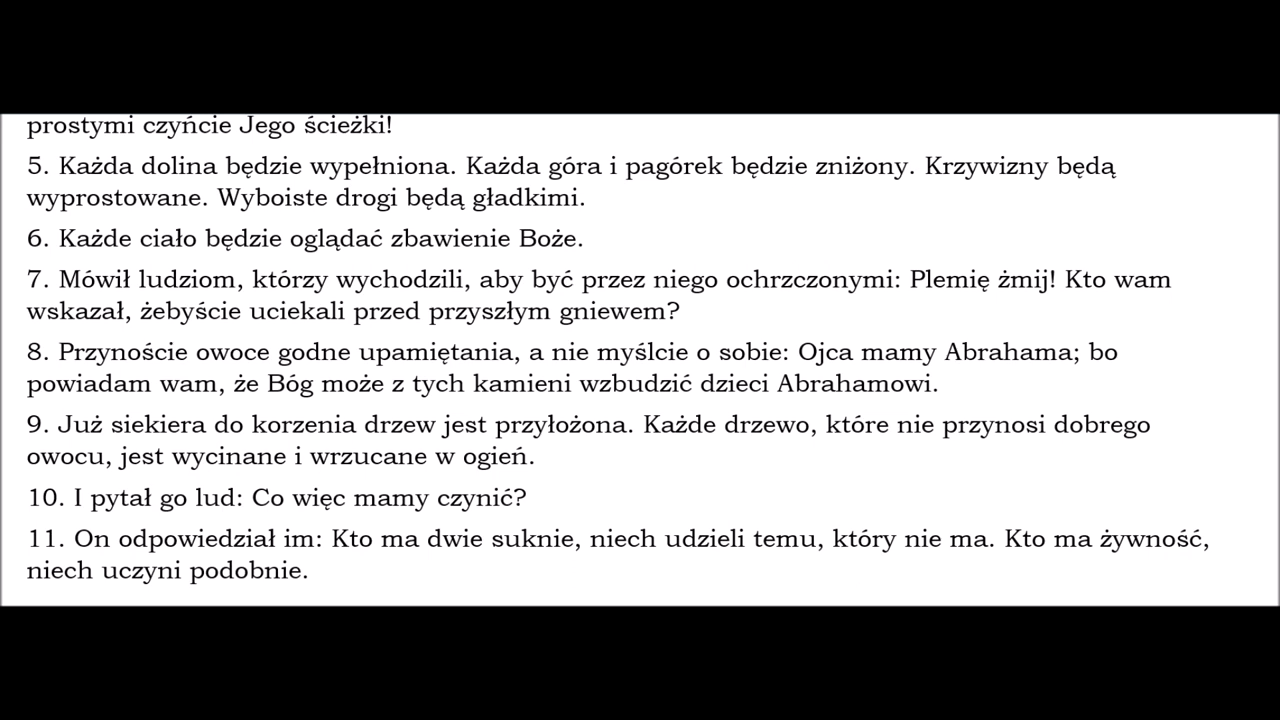 prostymi czyńcie Jego ścieżki!
5. Każda dolina będzie wypełniona. Każda góra i pagórek będzie zniżony. Krzywizny będą
wyprostowane. Wyboiste drogi będą gładkimi.
6. Każde ciało będzie oglądać zbawienie Boże.
7. Mówił ludziom, którzy wychodzili, aby być przez niego ochrzczonymi: Plemię żmij! Kto wam
wskazał, żebyście uciekali przed przyszłym gniewem?
8. Przynoście owoce godne upamiętania, a nie myślcie o sobie: Ojca mamy Abrahama; bo
powiadam wam, że Bóg może z tych kamieni wzbudzić dzieci Abrahamowi.
9. Już siekiera do korzenia drzew jest przyłożona. Każde drzewo, które nie przynosi dobrego
owocu, jest wycinane i wrzucane w ogień.
10. I pytał go lud: Co więc mamy czynić?
11. On odpowiedział im: Kto ma dwie suknie, niech udzieli temu, który nie ma. Kto ma żywność,
niech uczyni podobnie.